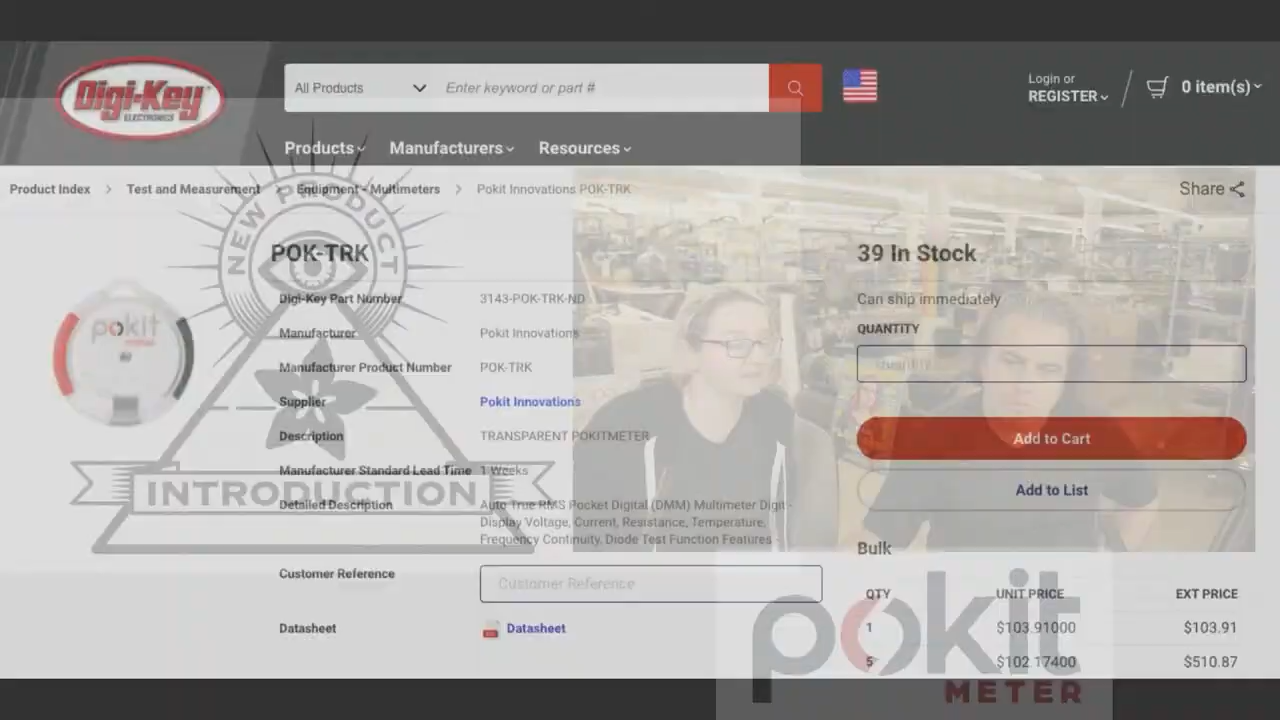 Digi-Key
ELECTRONICS
All Products
Enter keyword or part #
Login or
REGISTER
0 item(s)
Products
Manufacturers
Resources
Product Index > Test and Measurement > Equipment - Multimeters > Pokit Innovations POK-TRK
Share
NEW PRODUCT
INTRODUCTION
pokit
POK-TRK
Digi-Key Part Number 3143-POK-TRK-ND
Manufacturer Pokit Innovations
Manufacturer Product Number POK-TRK
Supplier Pokit Innovations
Description TRANSPARENT POKITMETER
Manufacturer Standard Lead Time 1 Weeks
Detailed Description Auto True RMS Pocket Digital (DMM) Multimeter Digit -
Display Voltage, Current, Resistance, Temperature,
Frequency Continuity, Diode Test Function Features -
Customer Reference Customer Reference
Datasheet Datasheet
39 In Stock
Can ship immediately
QUANTITY
Quantity
Add to Cart
Add to List
Bulk
QTY UNIT PRICE EXT PRICE
1 $103.91000 $103.91
5 $102.17400 $510.87
pokit
METER